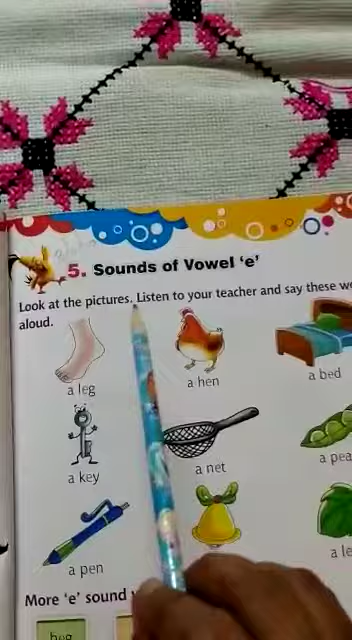 5. Sounds of Vowel 'e'
Look at the pictures. Listen to your teacher and say these
aloud.
a leg
a hen
a bed
a key
a net
a pea
a pen
a
More 'e' sound